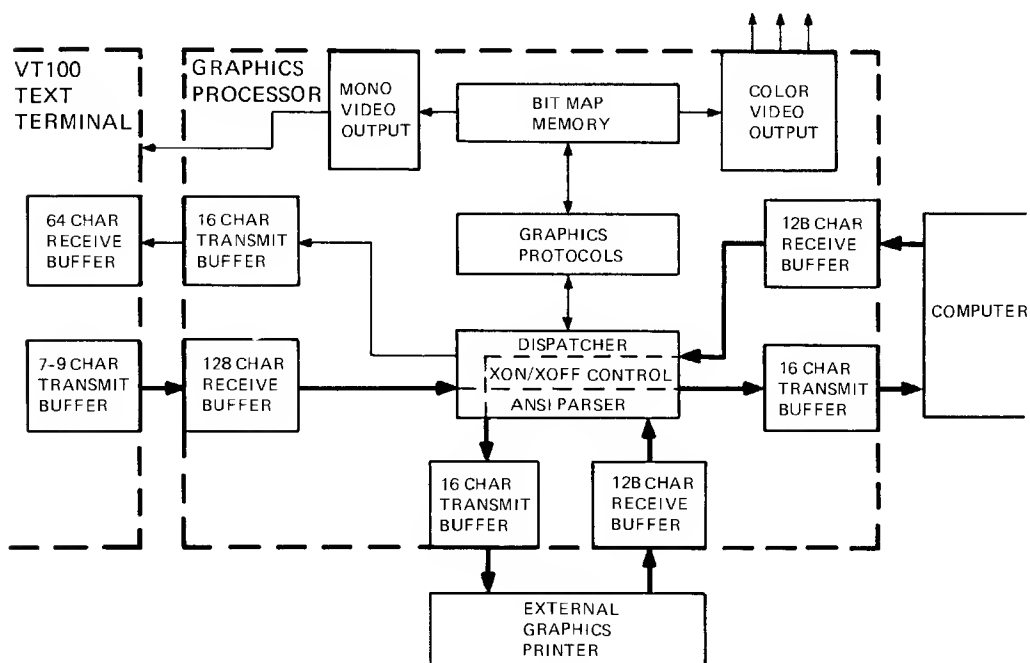 VT100
TEXT
TERMINAL
GRAPHICS
PROCESSOR
MONO
VIDEO
OUTPUT
BIT MAP
MEMORY
COLOR
VIDEO
OUTPUT
64 CHAR
RECEIVE
BUFFER
16 CHAR
TRANSMIT
BUFFER
GRAPHICS
PROTOCOLS
12B CHAR
RECEIVE
BUFFER
COMPUTER
7-9 CHAR
TRANSMIT
BUFFER
128 CHAR
RECEIVE
BUFFER
DISPATCHER
XON/XOFF CONTROL
ANSI PARSER
16 CHAR
TRANSMIT
BUFFER
16 CHAR
TRANSMIT
BUFFER
12B CHAR
RECEIVE
BUFFER
EXTERNAL
GRAPHICS
PRINTER